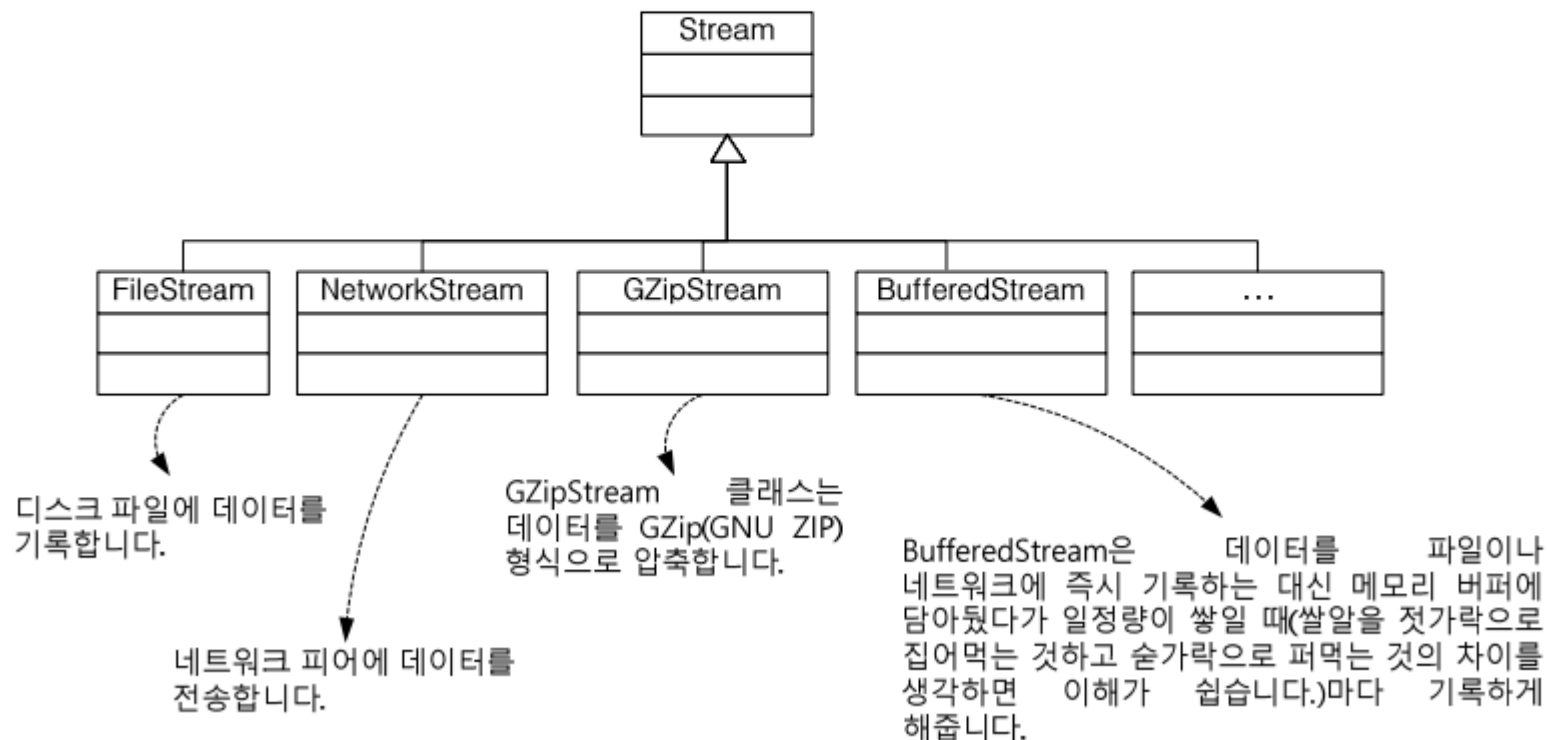 Stream
FileStream
NetworkStream
GZipStream
BufferedStream
...
디스크 파일에 데이터를
기록합니다.
네트워크 피어에 데이터를
전송합니다.
GZipStream 클래스는
데이터를 GZip(GNU ZIP)
형식으로 압축합니다.
BufferedStream은 데이터를 파일이나
네트워크에 즉시 기록하는 대신 메모리 버퍼에
담아뒀다가 일정량이 쌓일 때(쌀알을 젓가락으로
집어먹는 것하고 숟가락으로 퍼먹는 것의 차이를
생각하면 이해가 쉽습니다.)마다 기록하게
해줍니다.